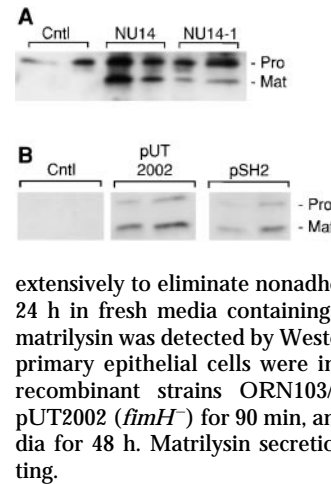 A
Cntl NU14 NU14-1
- Pro
- Mat
B
pUT
Cntl 2002 pSH2
- Pro
- Mat
extensively to eliminate nonadhe
24 h in fresh media containing
matrilysin was detected by Weste
primary epithelial cells were in
recombinant strains ORN103/
pUT2002 (fimH−) for 90 min, an
dia for 48 h. Matrilysin secretio
ting.